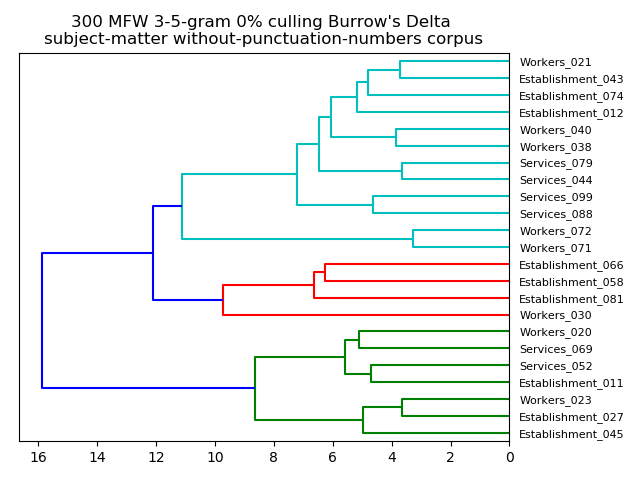 300 MFW 3-5-gram 0% culling Burrow's Delta
subject-matter without-punctuation-numbers corpus
Workers_021
Establishment_043
Establishment_074
Establishment_012
Workers_040
Workers_038
Services_079
Services_044
Services_099
Services_088
Workers_072
Workers_071
Establishment_066
Establishment_058
Establishment_081
Workers_030
Workers_020
Services_069
Services_052
Establishment_011
Workers_023
Establishment_027
Establishment_045
16 14 12 10 8 6 4 2 0